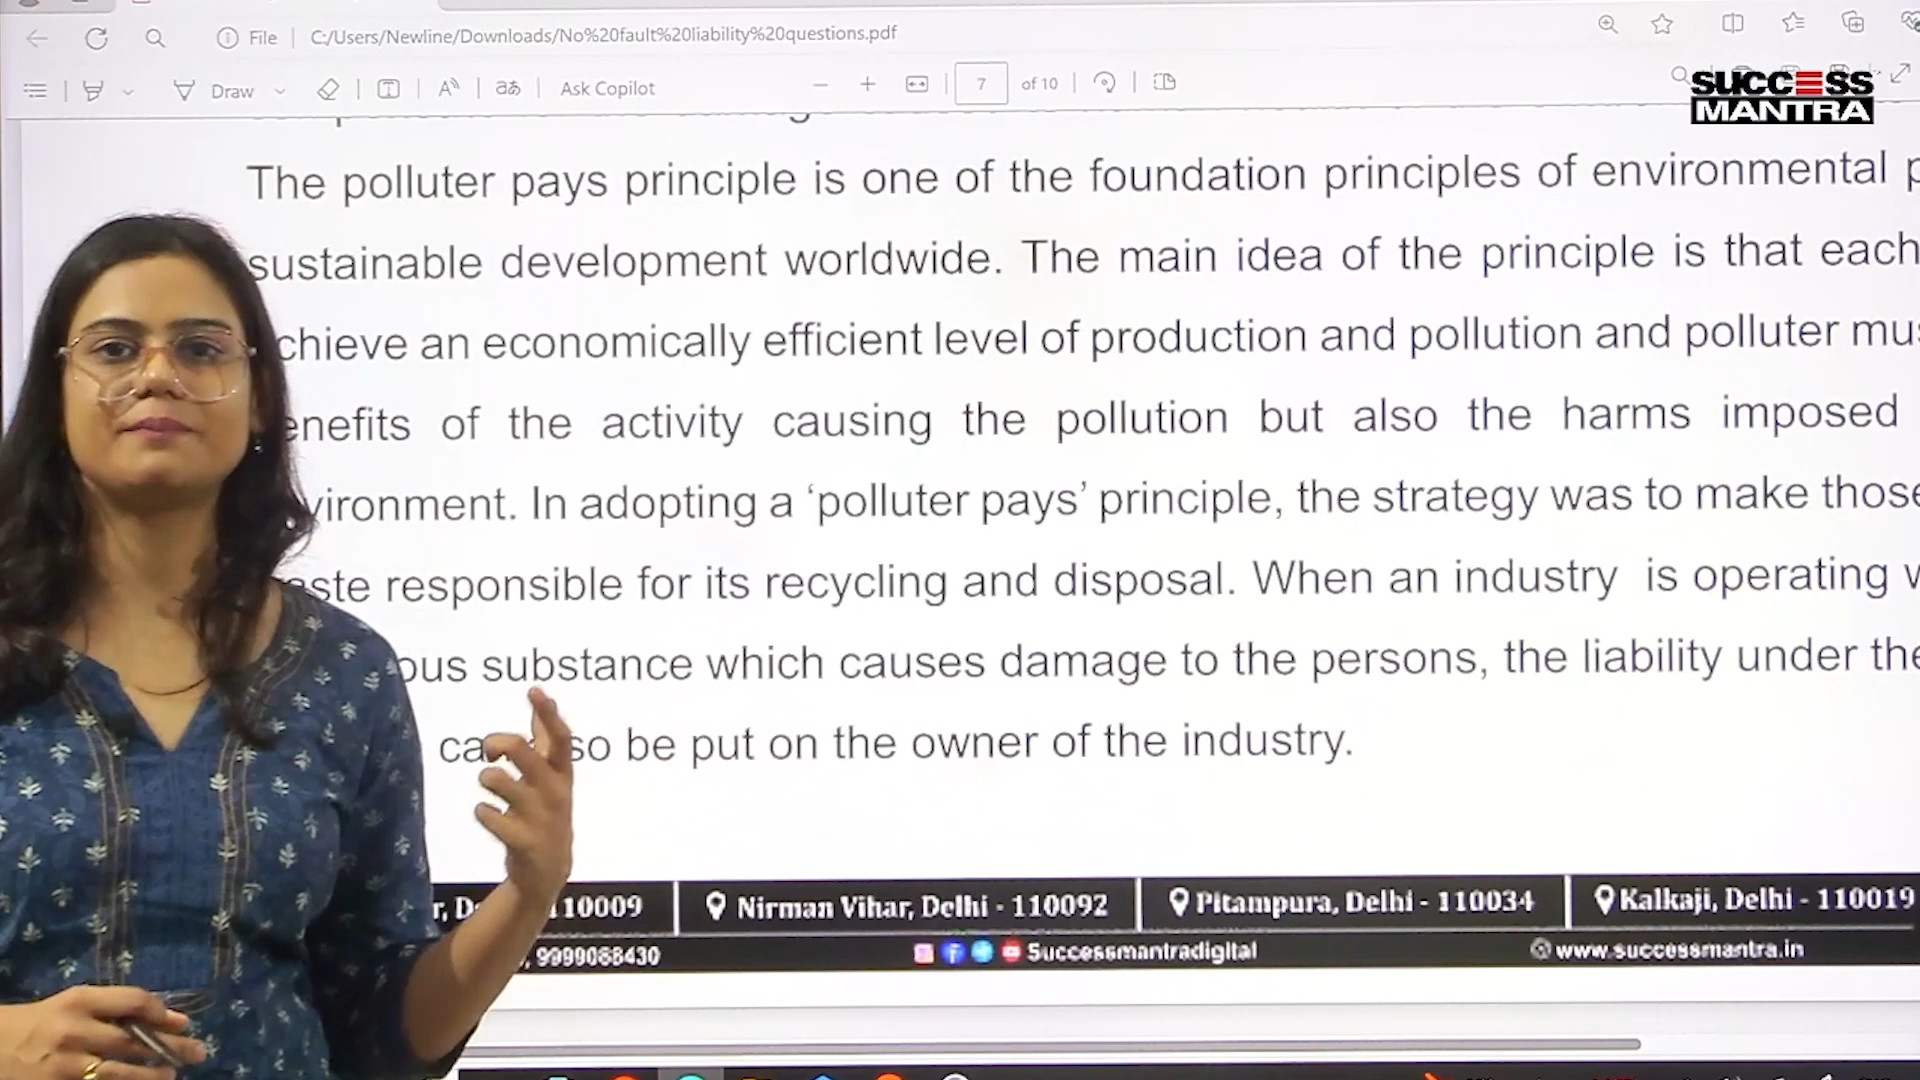 File C:/Users/Newline/Downloads/No%20fault%20liability%20questions.pdf
Draw aあ Ask Copilot 7 of 10
SUCCESS
MANTRA
The polluter pays principle is one of the foundation principles of environmental p
sustainable development worldwide. The main idea of the principle is that each
chieve an economically efficient level of production and pollution and polluter mus
enefits of the activity causing the pollution but also the harms imposed
vironment. In adopting a ‘polluter pays’ principle, the strategy was to make those
aste responsible for its recycling and disposal. When an industry is operating w
ous substance which causes damage to the persons, the liability under the
so be put on the owner of the industry.
110009 Nirman Vihar, Delhi - 110092 Pitampura, Delhi - 110034 Kalkaji, Delhi - 110019
, 9999088430 Successmantradigital www.successmantra.in